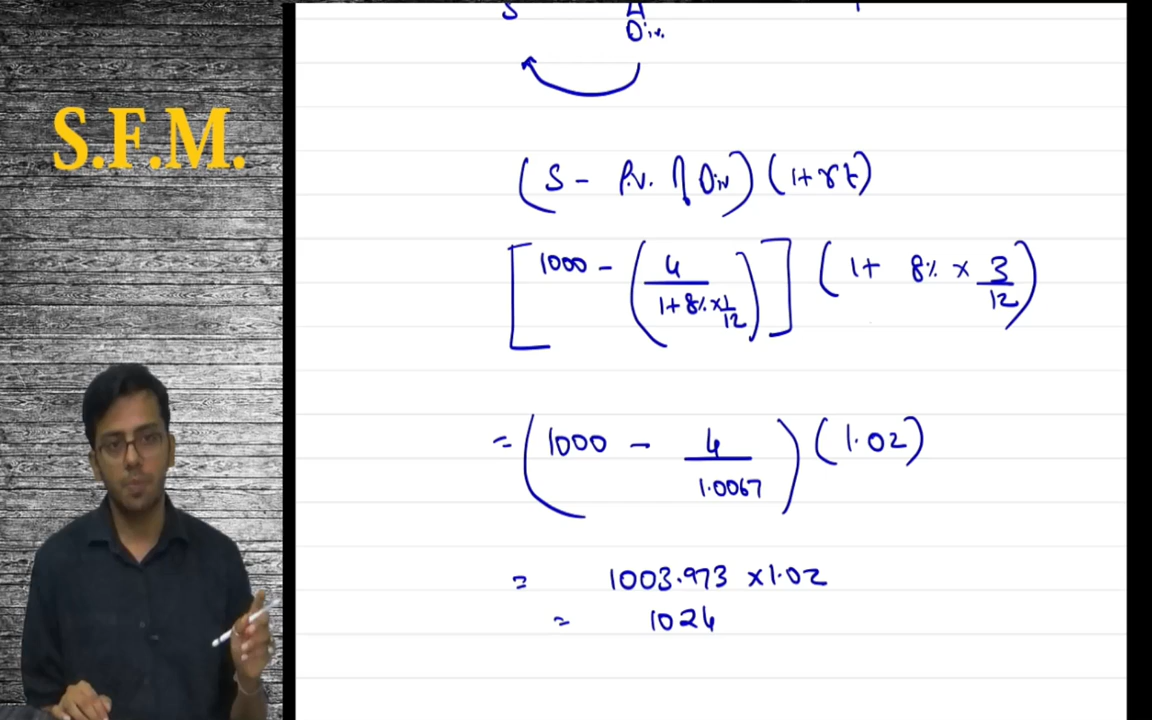 S.F.M.
S
Div.
(S - P.V. of Div) (1+rt)
[1000 - (4 / 1+8% × 1/12)] (1+ 8% × 3/12)
= (1000 - 4 / 1.0067) (1.02)
= 1003.973 × 1.02
= 1024